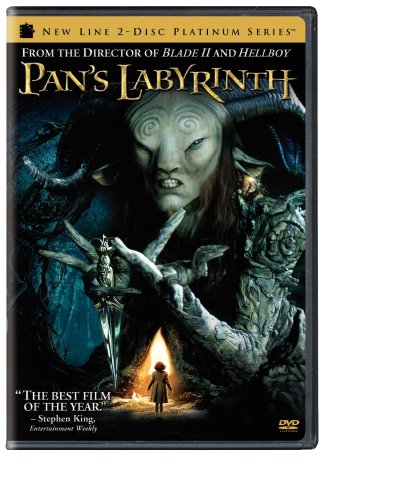 NEW LINE 2-DISC PLATINUM SERIES™
FROM THE DIRECTOR OF BLADE II AND HELLBOY
PAN'S LABYRINTH
"THE BEST FILM
OF THE YEAR."
– Stephen King,
Entertainment Weekly
DVD